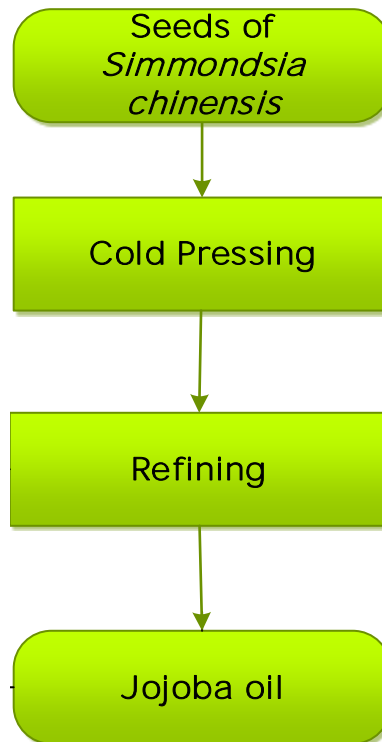 Seeds of
Simmondsia
chinensis
Cold Pressing
Refining
Jojoba oil